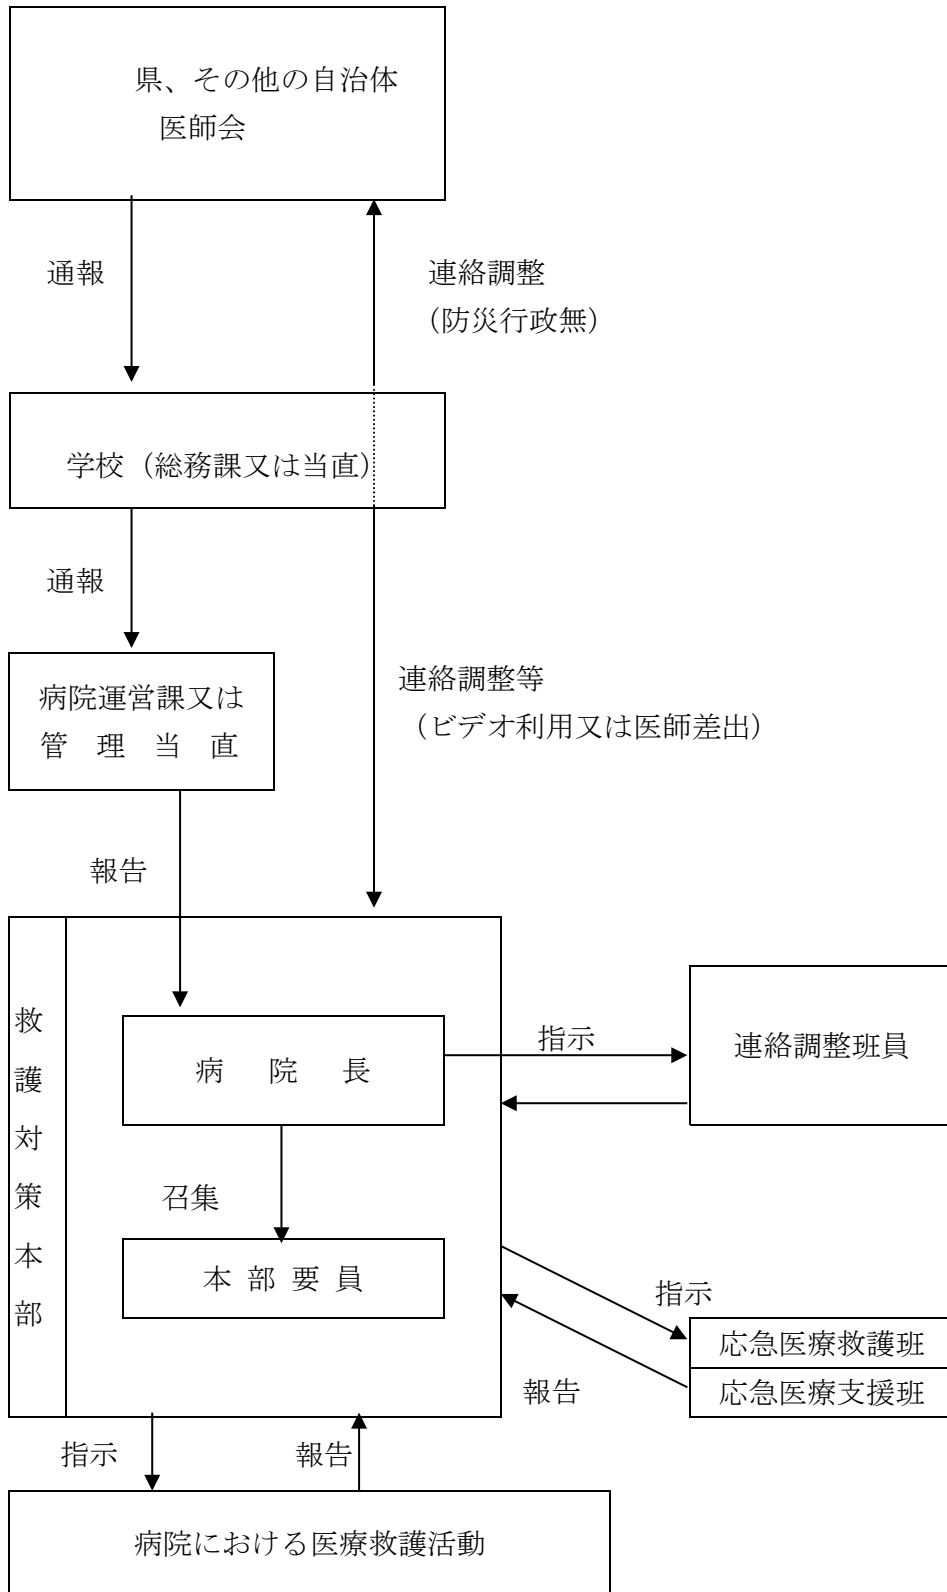 県、その他の自治体
医師会
通報
連絡調整
（防災行政無）
学校（総務課又は当直）
通報
病院運営課又は
管　理　当　直
連絡調整等
（ビデオ利用又は医師差出）
報告
救護対策本部
病　院　長
指示
連絡調整班員
召集
本 部 要 員
指示
応急医療救護班
応急医療支援班
報告
指示
報告
病院における医療救護活動